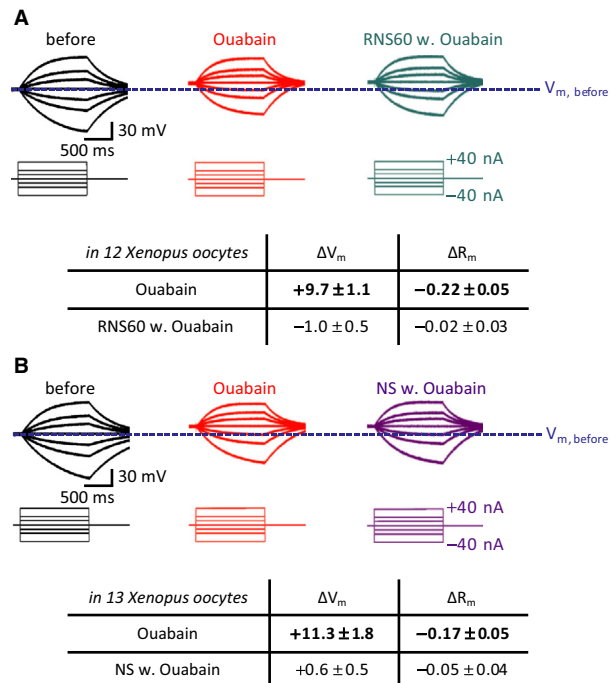 A
before Ouabain RNS60 w. Ouabain
Vm, before
30 mV
500 ms
+40 nA
−40 nA
in 12 Xenopus oocytes ΔVm ΔRm
Ouabain +9.7 ± 1.1 −0.22 ± 0.05
RNS60 w. Ouabain −1.0 ± 0.5 −0.02 ± 0.03
B
before Ouabain NS w. Ouabain
Vm, before
30 mV
500 ms
+40 nA
−40 nA
in 13 Xenopus oocytes ΔVm ΔRm
Ouabain +11.3 ± 1.8 −0.17 ± 0.05
NS w. Ouabain +0.6 ± 0.5 −0.05 ± 0.04